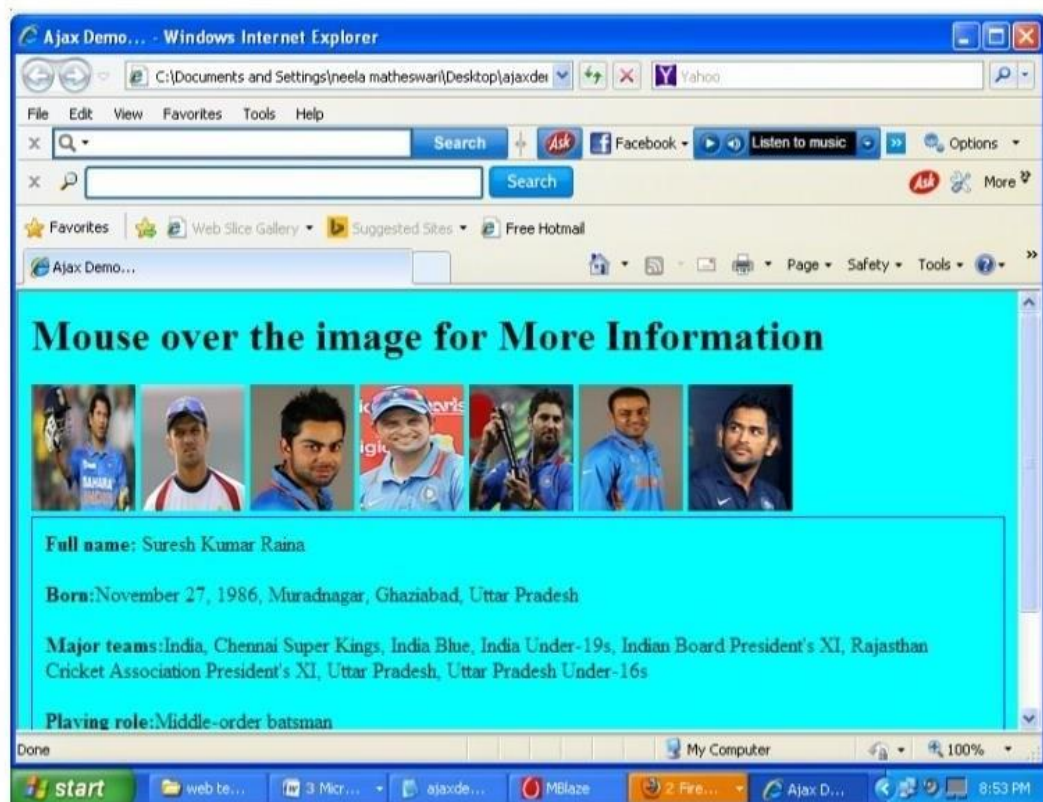 Ajax Demo... - Windows Internet Explorer
C:\Documents and Settings\neela matheswari\Desktop\ajaxde Yahoo
File Edit View Favorites Tools Help
Search Ask Facebook Listen to music Options
Search Ask More
Favorites Web Slice Gallery Suggested Sites Free Hotmail
Ajax Demo... Page Safety Tools
Mouse over the image for More Information
SAHARA
Full name: Suresh Kumar Raina
Born:November 27, 1986, Muradnagar, Ghaziabad, Uttar Pradesh
Major teams:India, Chennai Super Kings, India Blue, India Under-19s, Indian Board President's XI, Rajasthan
Cricket Association President's XI, Uttar Pradesh, Uttar Pradesh Under-16s
Playing role:Middle-order batsman
Done My Computer 100%
start web te... 3 Micr... ajaxde... MBlaze 2 Fire... Ajax D... 8:53 PM